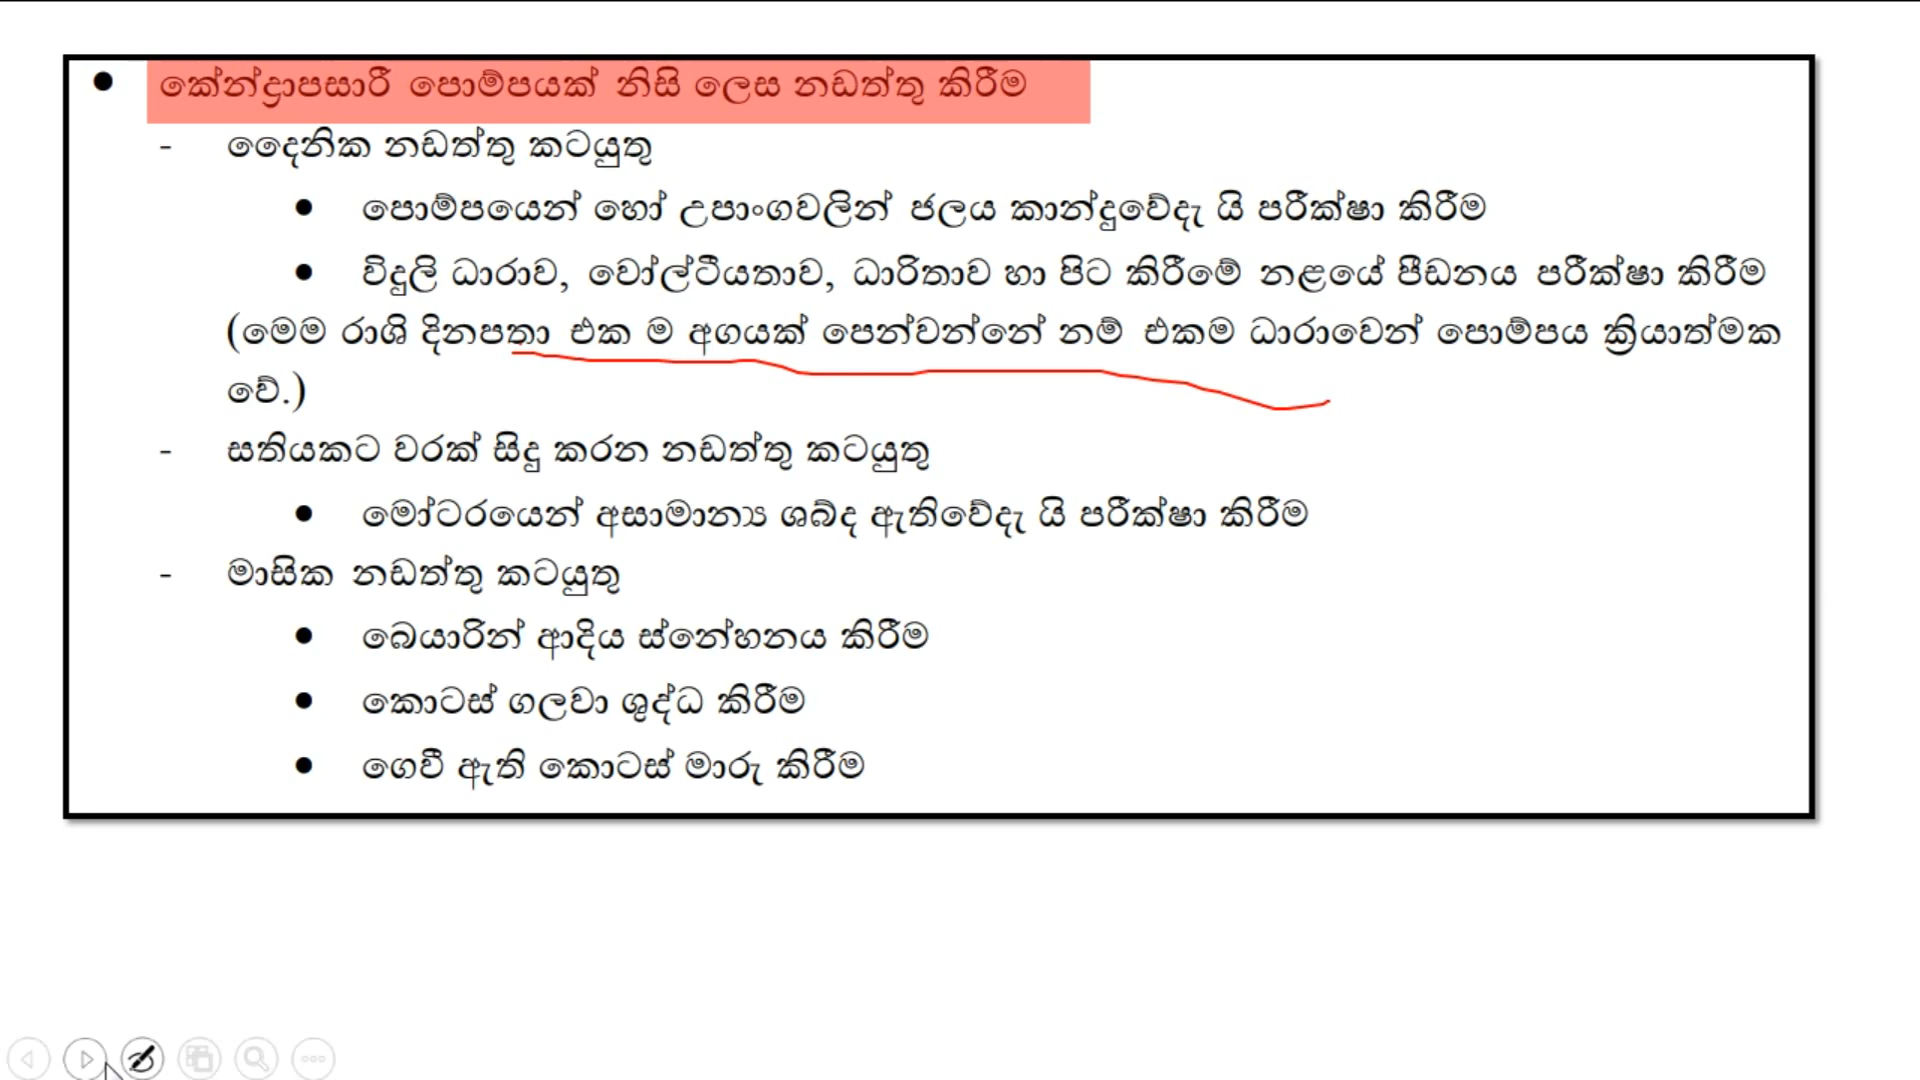 ● කේන්ද්‍රාපසාරී පොම්පයක් නිසි ලෙස නඩත්තු කිරීම
- දෛනික නඩත්තු කටයුතු
● පොම්පයෙන් හෝ උපාංගවලින් ජලය කාන්දුවේදැ යි පරීක්ෂා කිරීම
● විදුලි ධාරාව, වෝල්ටීයතාව, ධාරිතාව හා පිට කිරීමේ නළයේ පීඩනය පරීක්ෂා කිරීම
(මෙම රාශි දිනපතා එක ම අගයක් පෙන්වන්නේ නම් එකම ධාරාවෙන් පොම්පය ක්‍රියාත්මක
වේ.)
- සතියකට වරක් සිදු කරන නඩත්තු කටයුතු
● මෝටරයෙන් අසාමාන්‍ය ශබ්ද ඇතිවේදැ යි පරීක්ෂා කිරීම
- මාසික නඩත්තු කටයුතු
● බෙයාරින් ආදිය ස්නේහනය කිරීම
● කොටස් ගලවා ශුද්ධ කිරීම
● ගෙවී ඇති කොටස් මාරු කිරීම